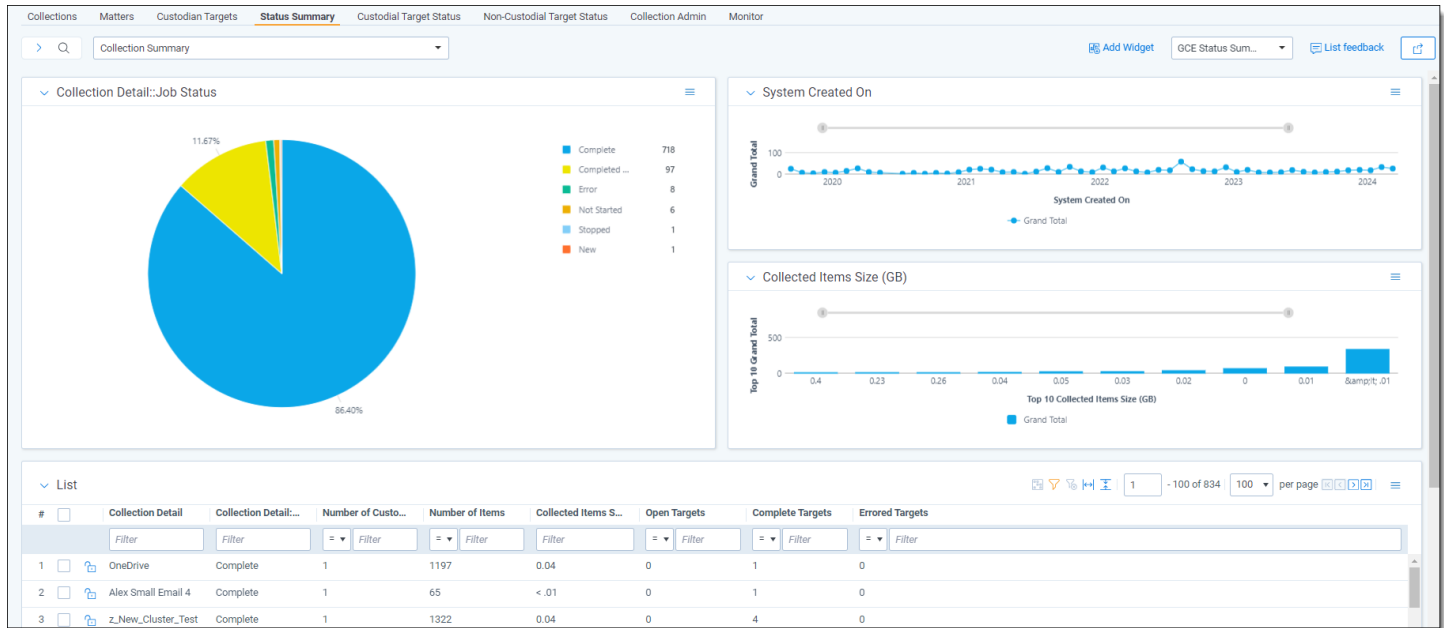 Collections Matters Custodian Targets Status Summary Custodial Target Status Non-Custodial Target Status Collection Admin Monitor
Collection Summary Add Widget GCE Status Sum... List feedback
Collection Detail::Job Status
11.67%
86.40%
Complete 718
Completed ... 97
Error 8
Not Started 6
Stopped 1
New 1
System Created On
Grand Total
100
0
2020 2021 2022 2023 2024
System Created On
Grand Total
Collected Items Size (GB)
Top 10 Grand Total
500
0
0.4 0.23 0.26 0.04 0.05 0.03 0.02 0 0.01 &amp;lt; .01
Top 10 Collected Items Size (GB)
Grand Total
List 1 - 100 of 834 100 per page
# Collection Detail Collection Detail:... Number of Custo... Number of Items Collected Items S... Open Targets Complete Targets Errored Targets
Filter Filter = Filter = Filter Filter = Filter = Filter = Filter
1 OneDrive Complete 1 1197 0.04 0 1 0
2 Alex Small Email 4 Complete 1 65 < .01 0 1 0
3 z_New_Cluster_Test Complete 1 1322 0.04 0 4 0